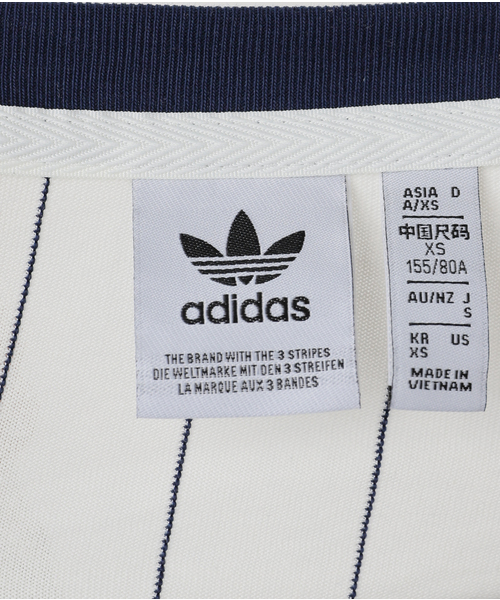 adidas
THE BRAND WITH THE 3 STRIPES
DIE WELTMARKE MIT DEN 3 STREIFEN
LA MARQUE AUX 3 BANDES
ASIA D
A/XS
中国尺码
XS
155/80A
AU/NZ J
S
KR US
XS
MADE IN
VIETNAM